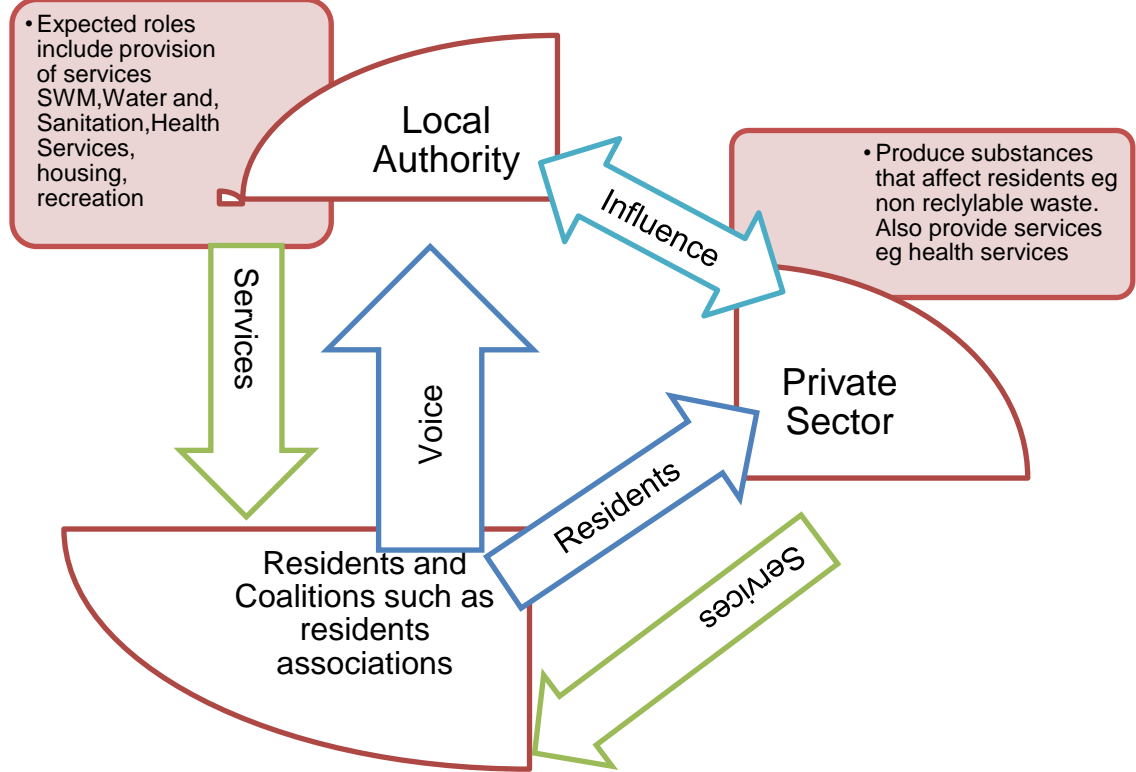 • Expected roles
include provision
of services
SWM,Water and,
Sanitation,Health
Services,
housing,
recreation
Local
Authority
• Produce substances
that affect residents eg
non reclylable waste.
Also provide services
eg health services
Influence
Services
Voice
Private
Sector
Residents
Services
Residents and
Coalitions such as
residents
associations